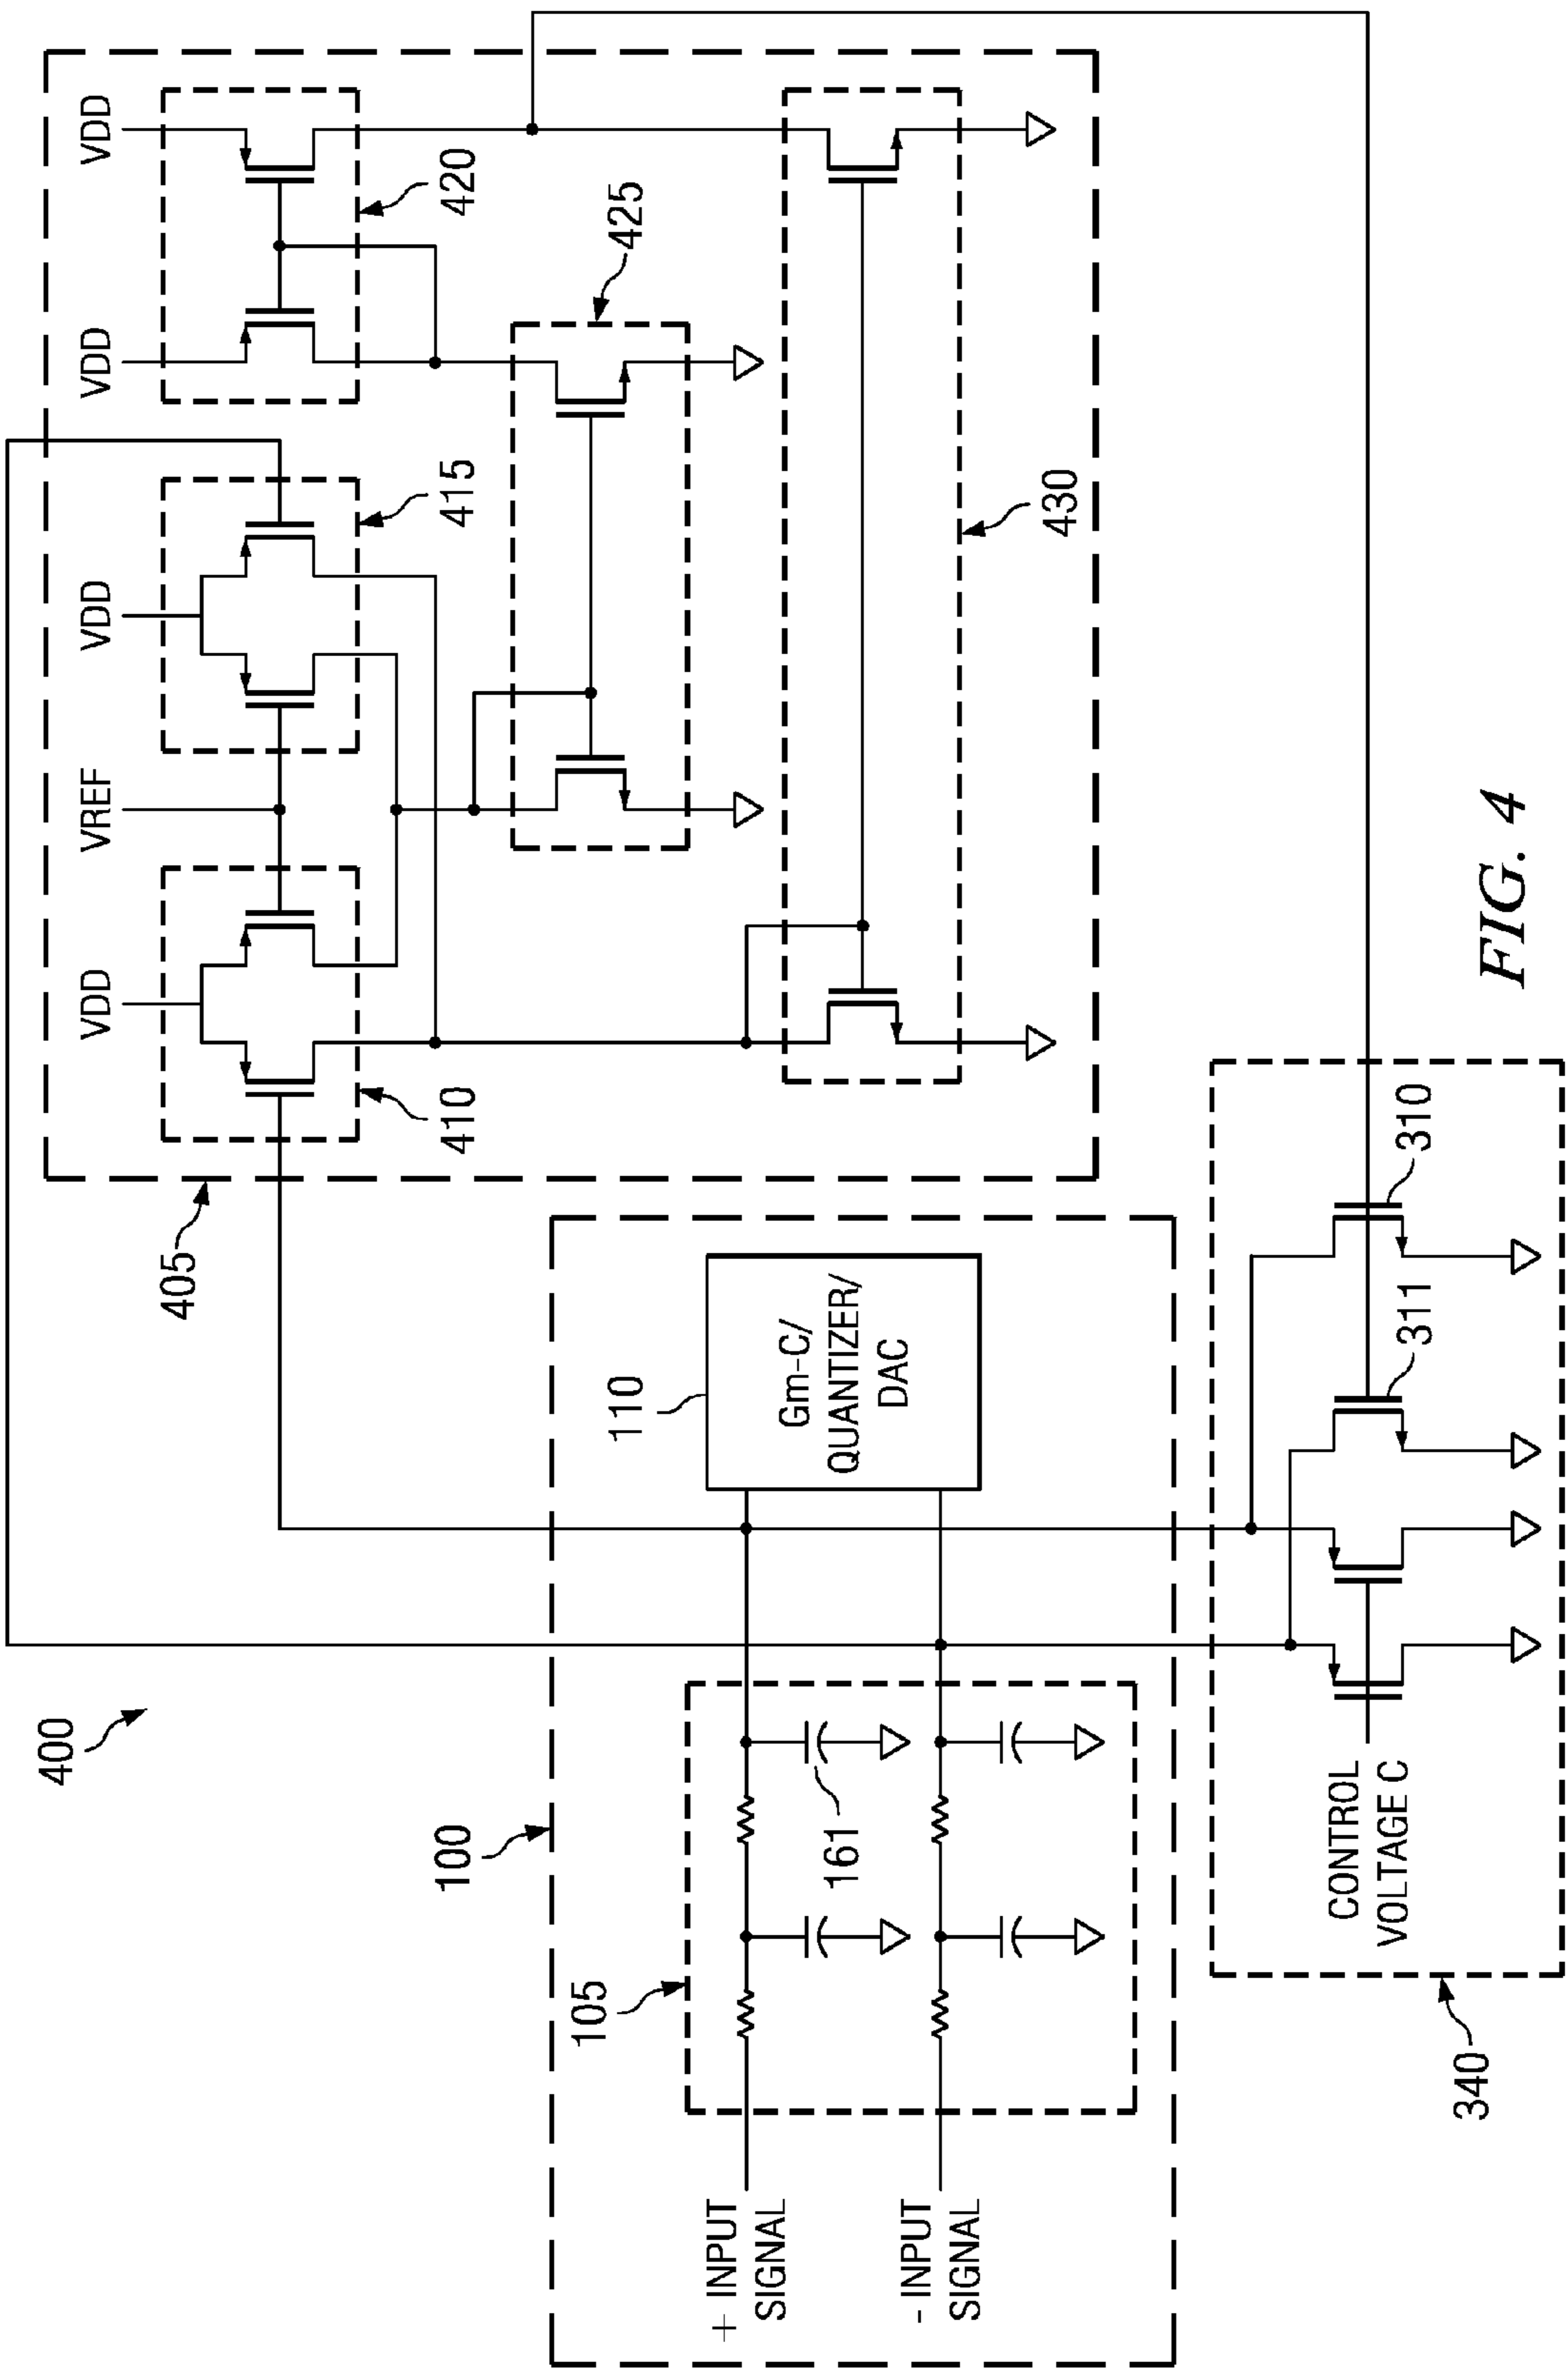 400
405
VDD
VREF
VDD
VDD
VDD
410
415
420
425
430
100
105
110
161
+ INPUT
SIGNAL
- INPUT
SIGNAL
Gm-C/
QUANTIZER/
DAC
340
CONTROL
VOLTAGE C
311
310
FIG. 4